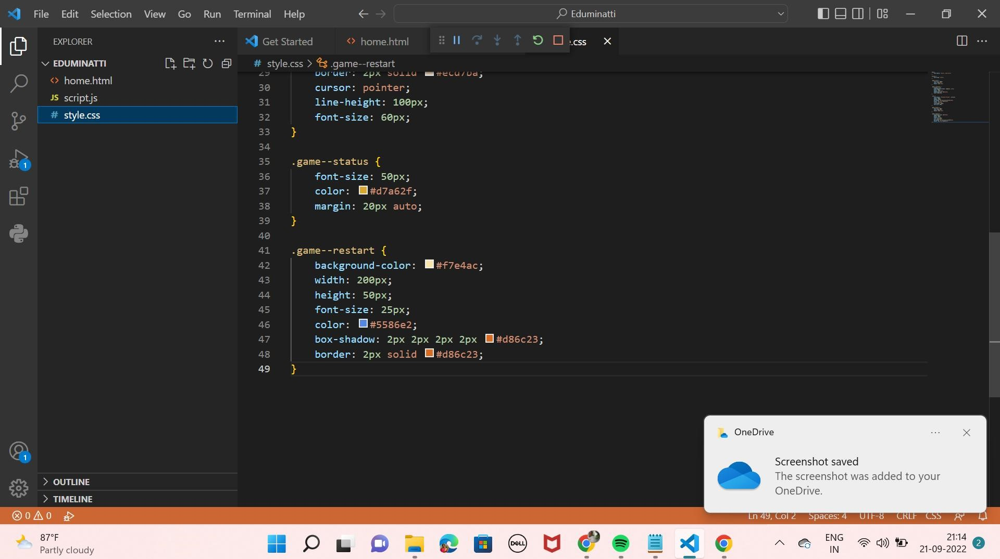 File Edit Selection View Go Run Terminal Help
Eduminatti
EXPLORER
Get Started
home.html
.css
EDUMINATTI
home.html
JS script.js
# style.css
# style.css > .game--restart
29 border: 2px solid #ecd7ba;
30 cursor: pointer;
31 line-height: 100px;
32 font-size: 60px;
33 }
34
35 .game--status {
36 font-size: 50px;
37 color: #d7a62f;
38 margin: 20px auto;
39 }
40
41 .game--restart {
42 background-color: #f7e4ac;
43 width: 200px;
44 height: 50px;
45 font-size: 25px;
46 color: #5586e2;
47 box-shadow: 2px 2px 2px 2px #d86c23;
48 border: 2px solid #d86c23;
49 }
1
1
OUTLINE
TIMELINE
OneDrive
Screenshot saved
The screenshot was added to your
OneDrive.
0 0
Ln 49, Col 2 Spaces: 4 UTF-8 CRLF CSS
87°F
Partly cloudy
DELL
ENG
IN
21:14
21-09-2022
2